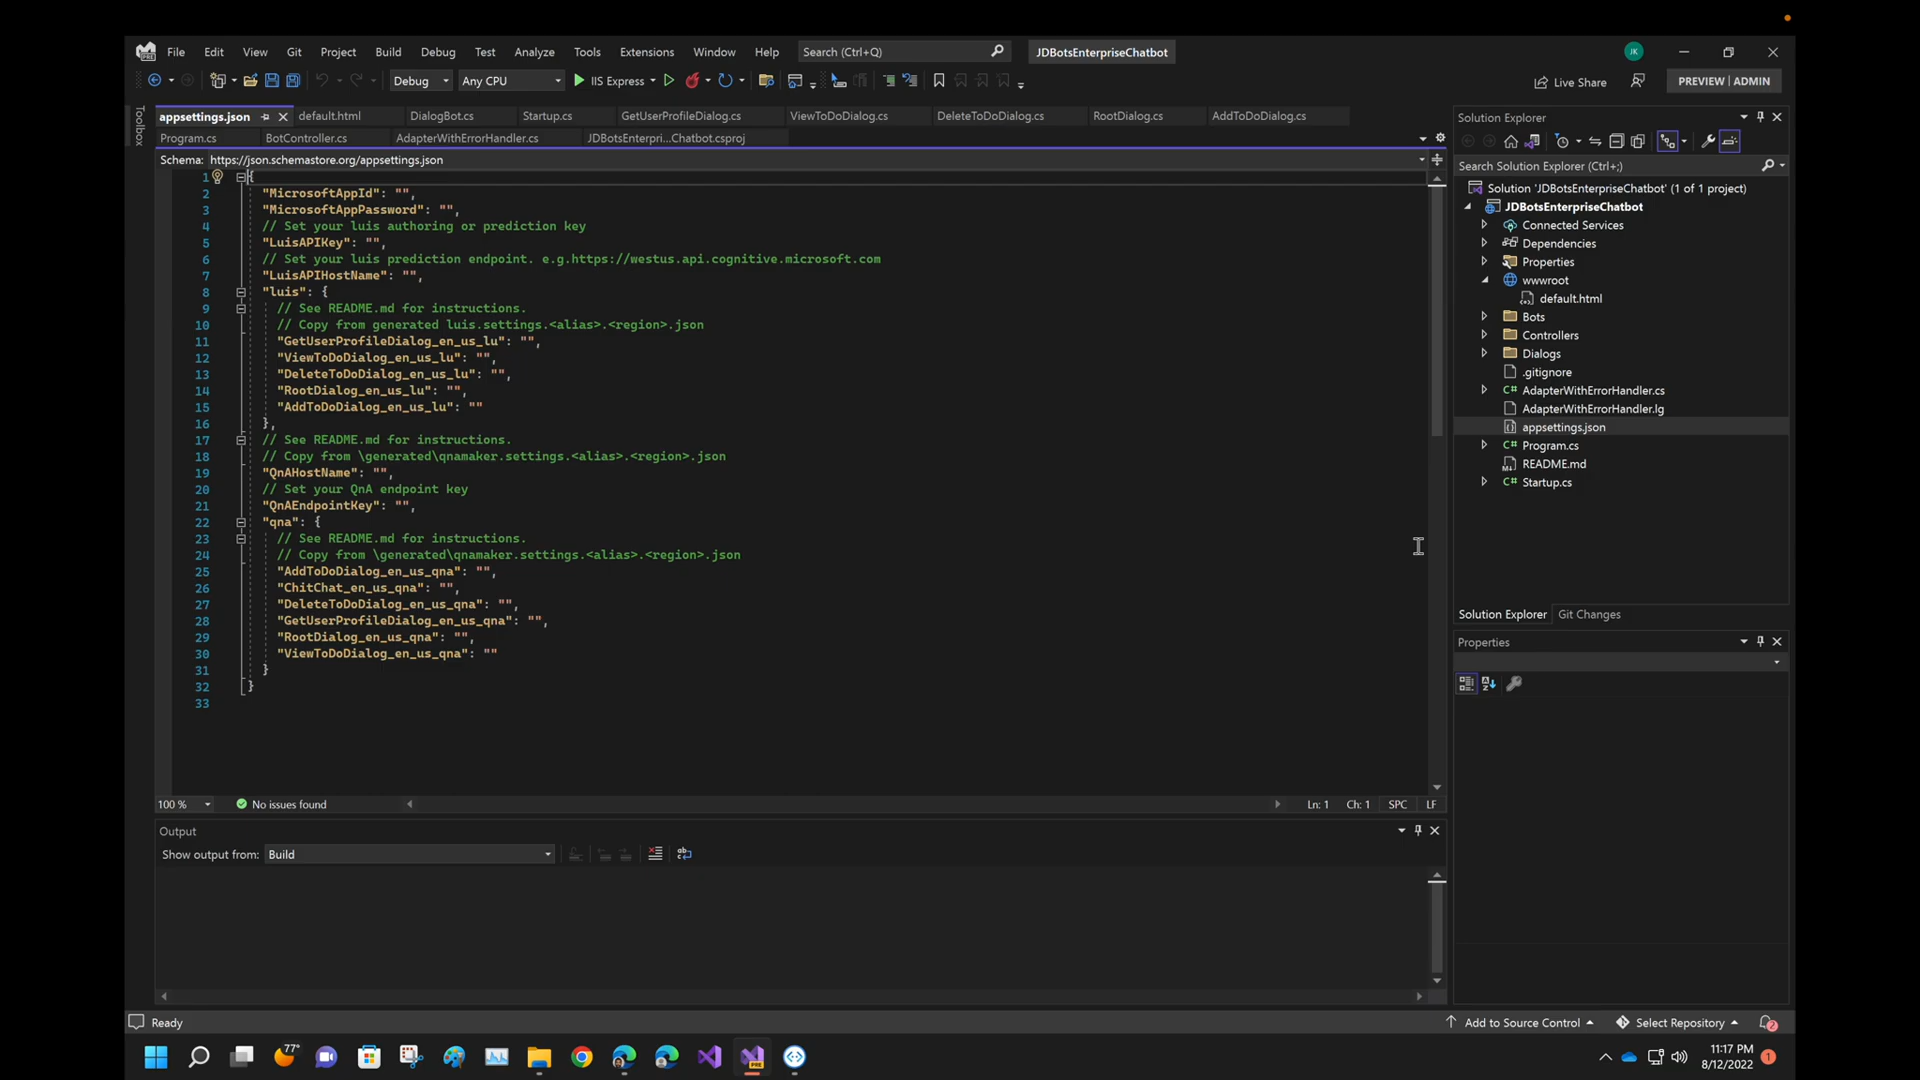 File Edit View Git Project Build Debug Test Analyze Tools Extensions Window Help Search (Ctrl+Q) JDBotsEnterpriseChatbot JK
Debug Any CPU IIS Express Live Share PREVIEW | ADMIN
Toolbox
appsettings.json default.html DialogBot.cs Startup.cs GetUserProfileDialog.cs ViewToDoDialog.cs DeleteToDoDialog.cs RootDialog.cs AddToDoDialog.cs
Program.cs BotController.cs AdapterWithErrorHandler.cs JDBotsEnterpri...Chatbot.csproj
Schema: https://json.schemastore.org/appsettings.json
1 {
2 "MicrosoftAppId": "",
3 "MicrosoftAppPassword": "",
4 // Set your luis authoring or prediction key
5 "LuisAPIKey": "",
6 // Set your luis prediction endpoint. e.g.https://westus.api.cognitive.microsoft.com
7 "LuisAPIHostName": "",
8 "luis": {
9 // See README.md for instructions.
10 // Copy from generated luis.settings.<alias>.<region>.json
11 "GetUserProfileDialog_en_us_lu": "",
12 "ViewToDoDialog_en_us_lu": "",
13 "DeleteToDoDialog_en_us_lu": "",
14 "RootDialog_en_us_lu": "",
15 "AddToDoDialog_en_us_lu": ""
16 },
17 // See README.md for instructions.
18 // Copy from \generated\qnamaker.settings.<alias>.<region>.json
19 "QnAHostName": "",
20 // Set your QnA endpoint key
21 "QnAEndpointKey": "",
22 "qna": {
23 // See README.md for instructions.
24 // Copy from \generated\qnamaker.settings.<alias>.<region>.json
25 "AddToDoDialog_en_us_qna": "",
26 "ChitChat_en_us_qna": "",
27 "DeleteToDoDialog_en_us_qna": "",
28 "GetUserProfileDialog_en_us_qna": "",
29 "RootDialog_en_us_qna": "",
30 "ViewToDoDialog_en_us_qna": ""
31 }
32 }
33
100 % No issues found Ln: 1 Ch: 1 SPC LF
Output
Show output from: Build
Solution Explorer
Search Solution Explorer (Ctrl+;)
Solution 'JDBotsEnterpriseChatbot' (1 of 1 project)
JDBotsEnterpriseChatbot
Connected Services
Dependencies
Properties
wwwroot
default.html
Bots
Controllers
Dialogs
.gitignore
C# AdapterWithErrorHandler.cs
AdapterWithErrorHandler.lg
appsettings.json
C# Program.cs
README.md
C# Startup.cs
Solution Explorer Git Changes
Properties
Ready Add to Source Control Select Repository 2
77° PRE 11:17 PM 1
8/12/2022